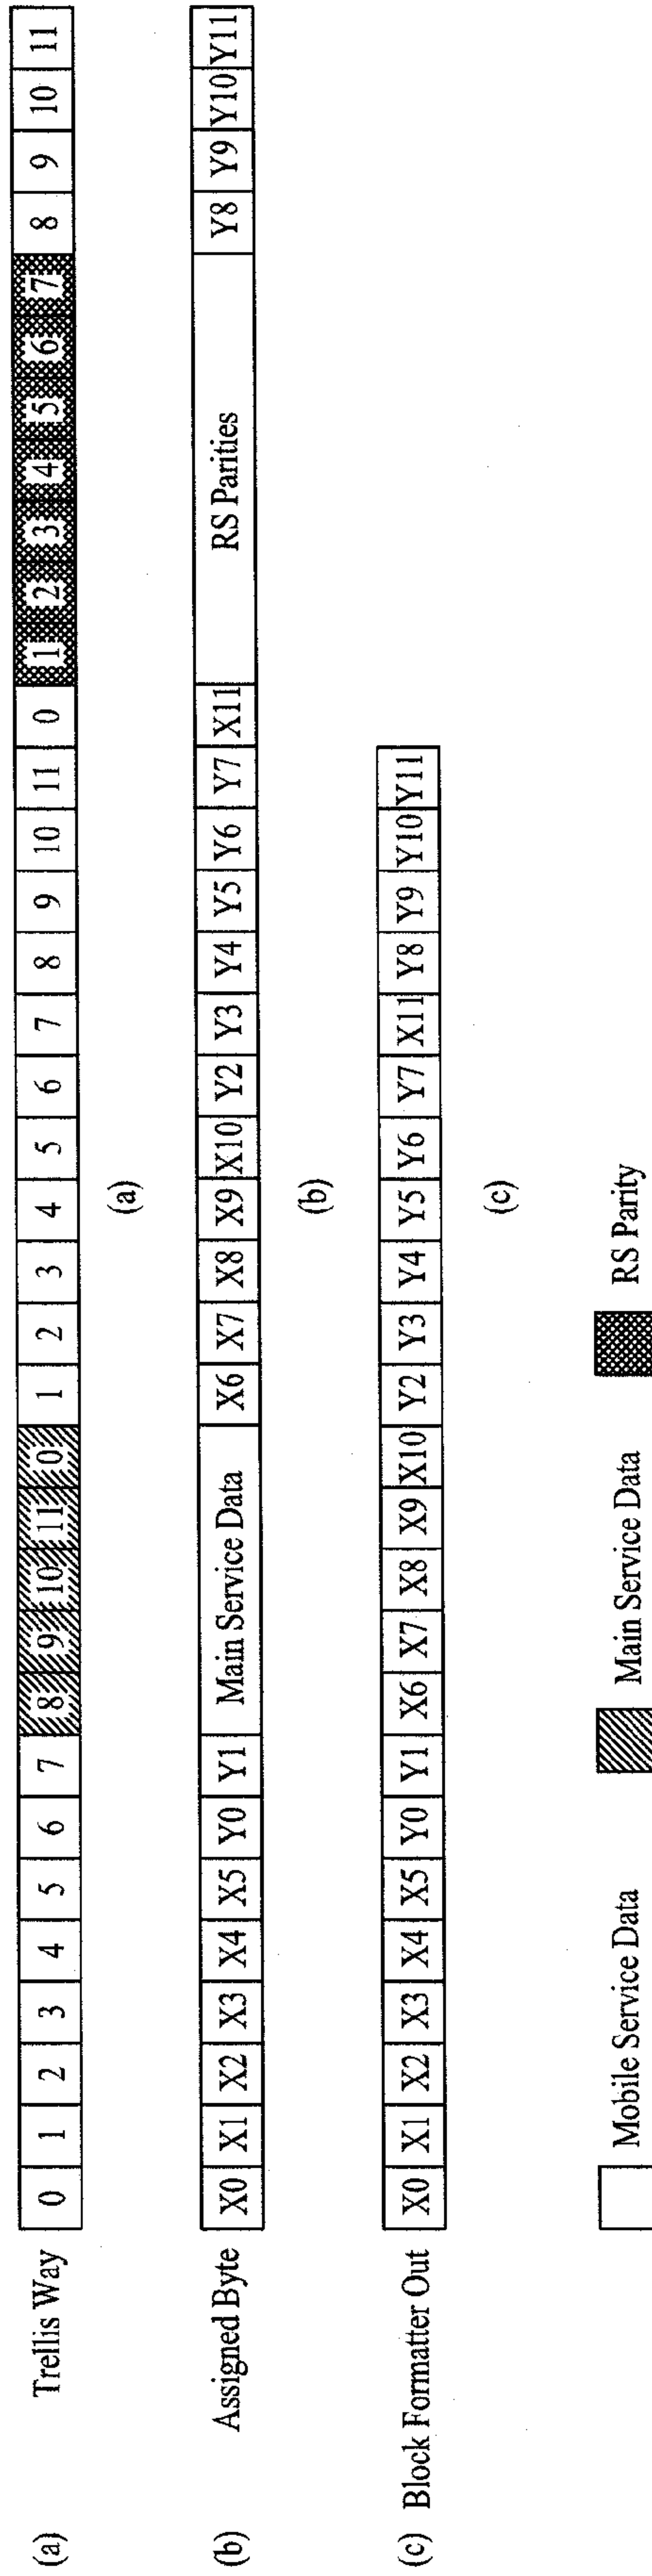 (a) Trellis Way 0 1 2 3 4 5 6 7 8 9 10 11 0 1 2 3 4 5 6 7 8 9 10 11 0 1 2 3 4 5 6 7 8 9 10 11
(a)
(b) Assigned Byte X0 X1 X2 X3 X4 X5 Y0 Y1 Main Service Data X6 X7 X8 X9 X10 Y2 Y3 Y4 Y5 Y6 Y7 X11 RS Parities Y8 Y9 Y10 Y11
(b)
(c) Block Formatter Out X0 X1 X2 X3 X4 X5 Y0 Y1 X6 X7 X8 X9 X10 Y2 Y3 Y4 Y5 Y6 Y7 X11 Y8 Y9 Y10 Y11
(c)
Mobile Service Data Main Service Data RS Parity